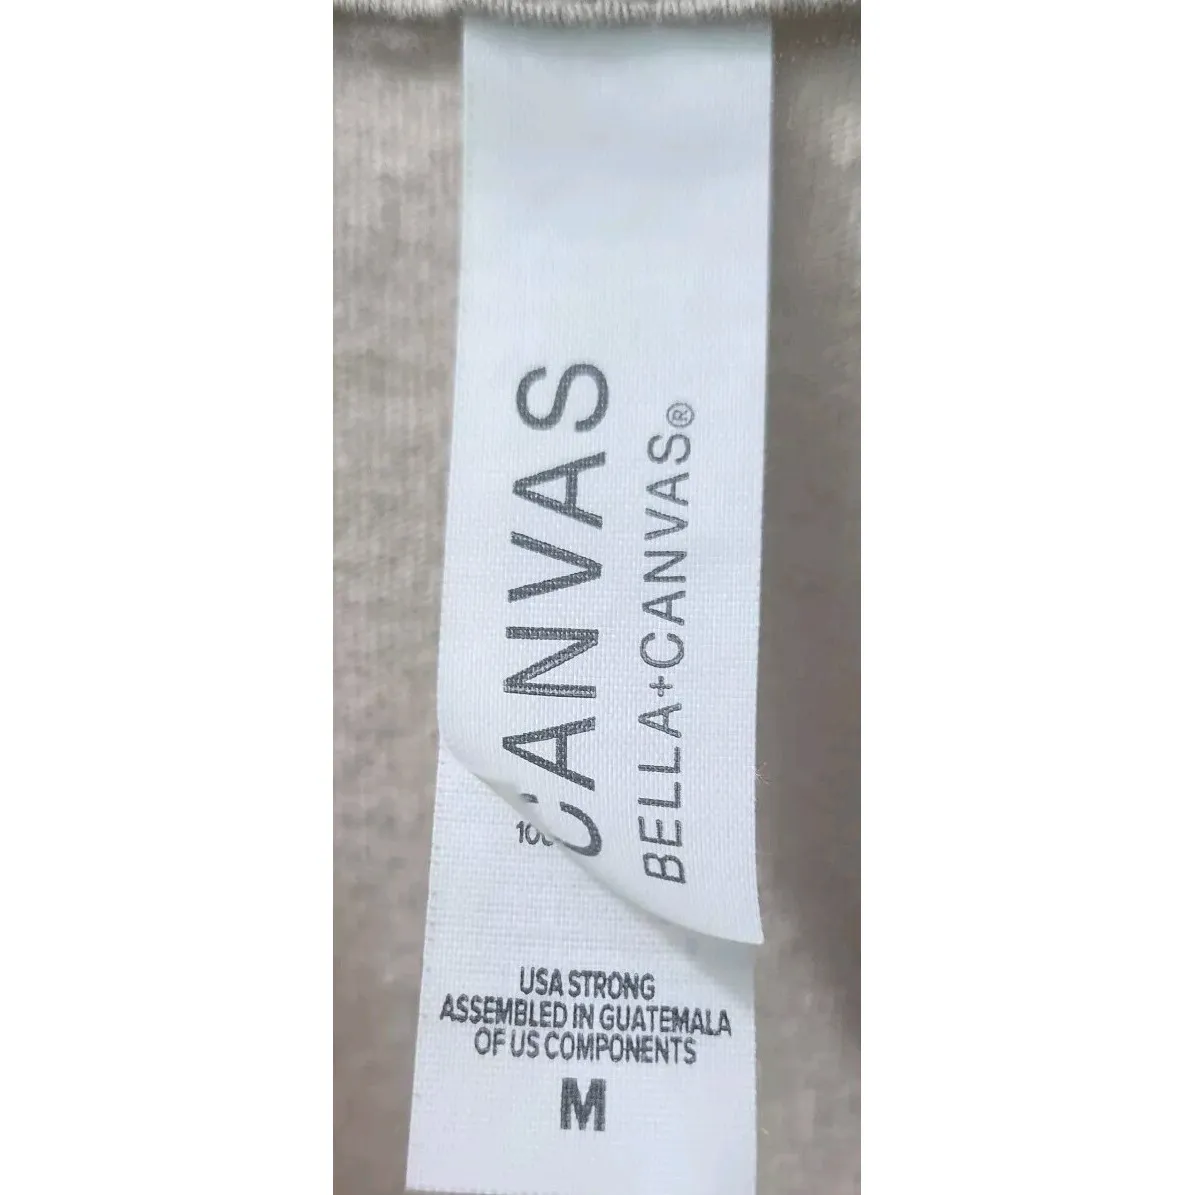 CANVAS
BELLA+CANVAS®
USA STRONG
ASSEMBLED IN GUATEMALA
OF US COMPONENTS
M